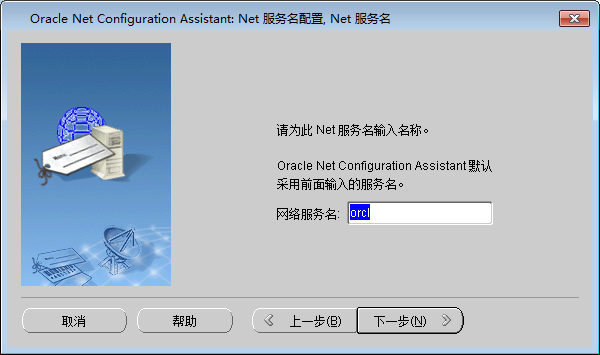 Oracle Net Configuration Assistant: Net 服务名配置, Net 服务名
请为此 Net 服务名输入名称。
Oracle Net Configuration Assistant 默认
采用前面输入的服务名。
网络服务名: orcl
取消 帮助 上一步(B) 下一步(N)